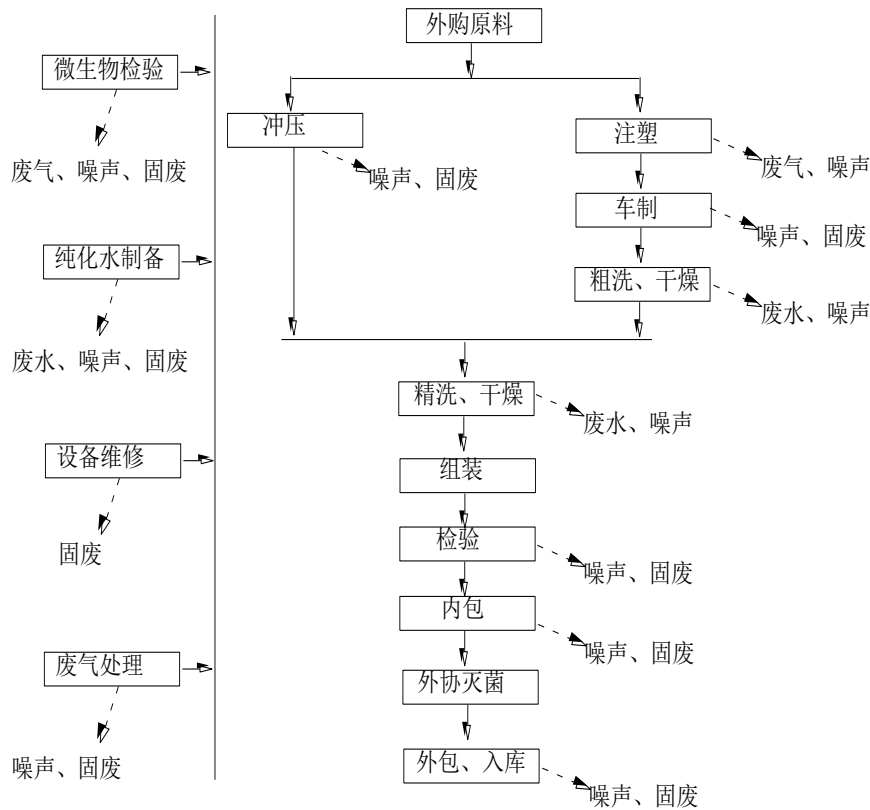 外购原料
微生物检验
废气、噪声、固废
冲压
噪声、固废
注塑
废气、噪声
车制
噪声、固废
纯化水制备
废水、噪声、固废
粗洗、干燥
废水、噪声
精洗、干燥
废水、噪声
设备维修
固废
组装
检验
噪声、固废
内包
噪声、固废
废气处理
噪声、固废
外协灭菌
外包、入库
噪声、固废